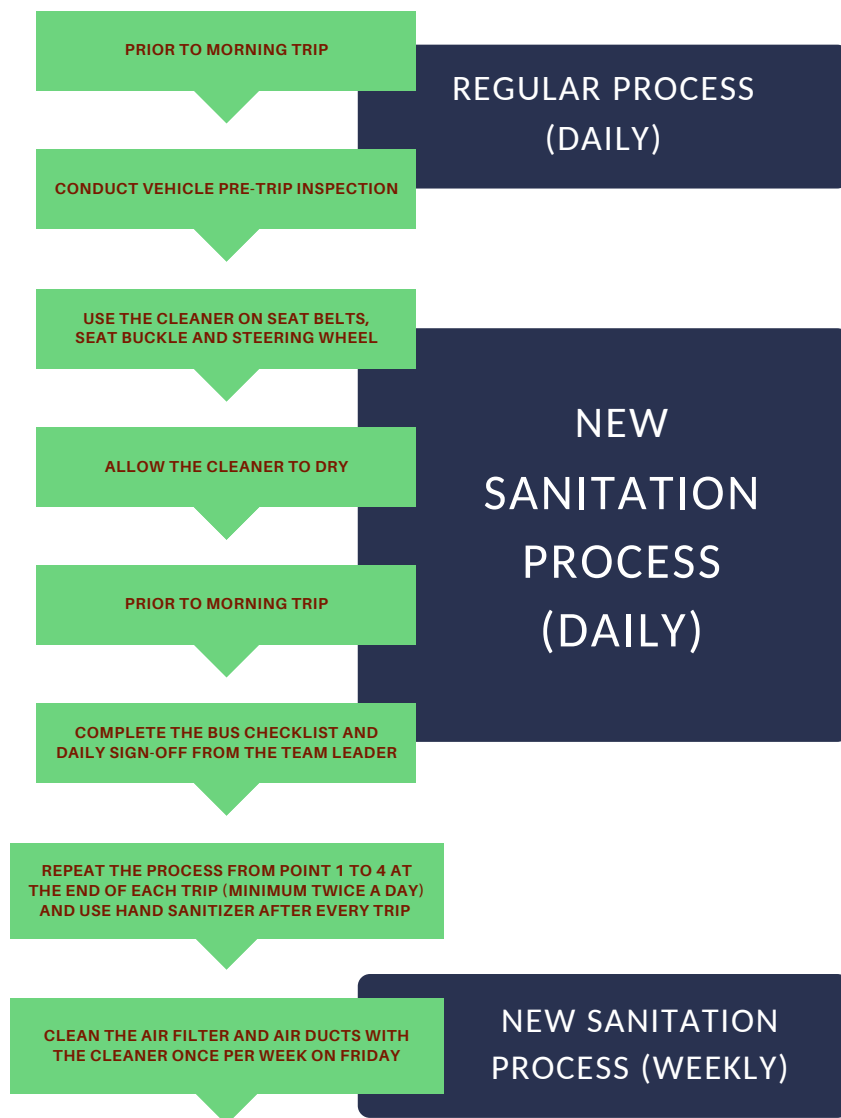 PRIOR TO MORNING TRIP
REGULAR PROCESS
(DAILY)
CONDUCT VEHICLE PRE-TRIP INSPECTION
USE THE CLEANER ON SEAT BELTS,
SEAT BUCKLE AND STEERING WHEEL
NEW
SANITATION
PROCESS
(DAILY)
ALLOW THE CLEANER TO DRY
PRIOR TO MORNING TRIP
COMPLETE THE BUS CHECKLIST AND
DAILY SIGN-OFF FROM THE TEAM LEADER
REPEAT THE PROCESS FROM POINT 1 TO 4 AT
THE END OF EACH TRIP (MINIMUM TWICE A DAY)
AND USE HAND SANITIZER AFTER EVERY TRIP
CLEAN THE AIR FILTER AND AIR DUCTS WITH
THE CLEANER ONCE PER WEEK ON FRIDAY
NEW SANITATION
PROCESS (WEEKLY)